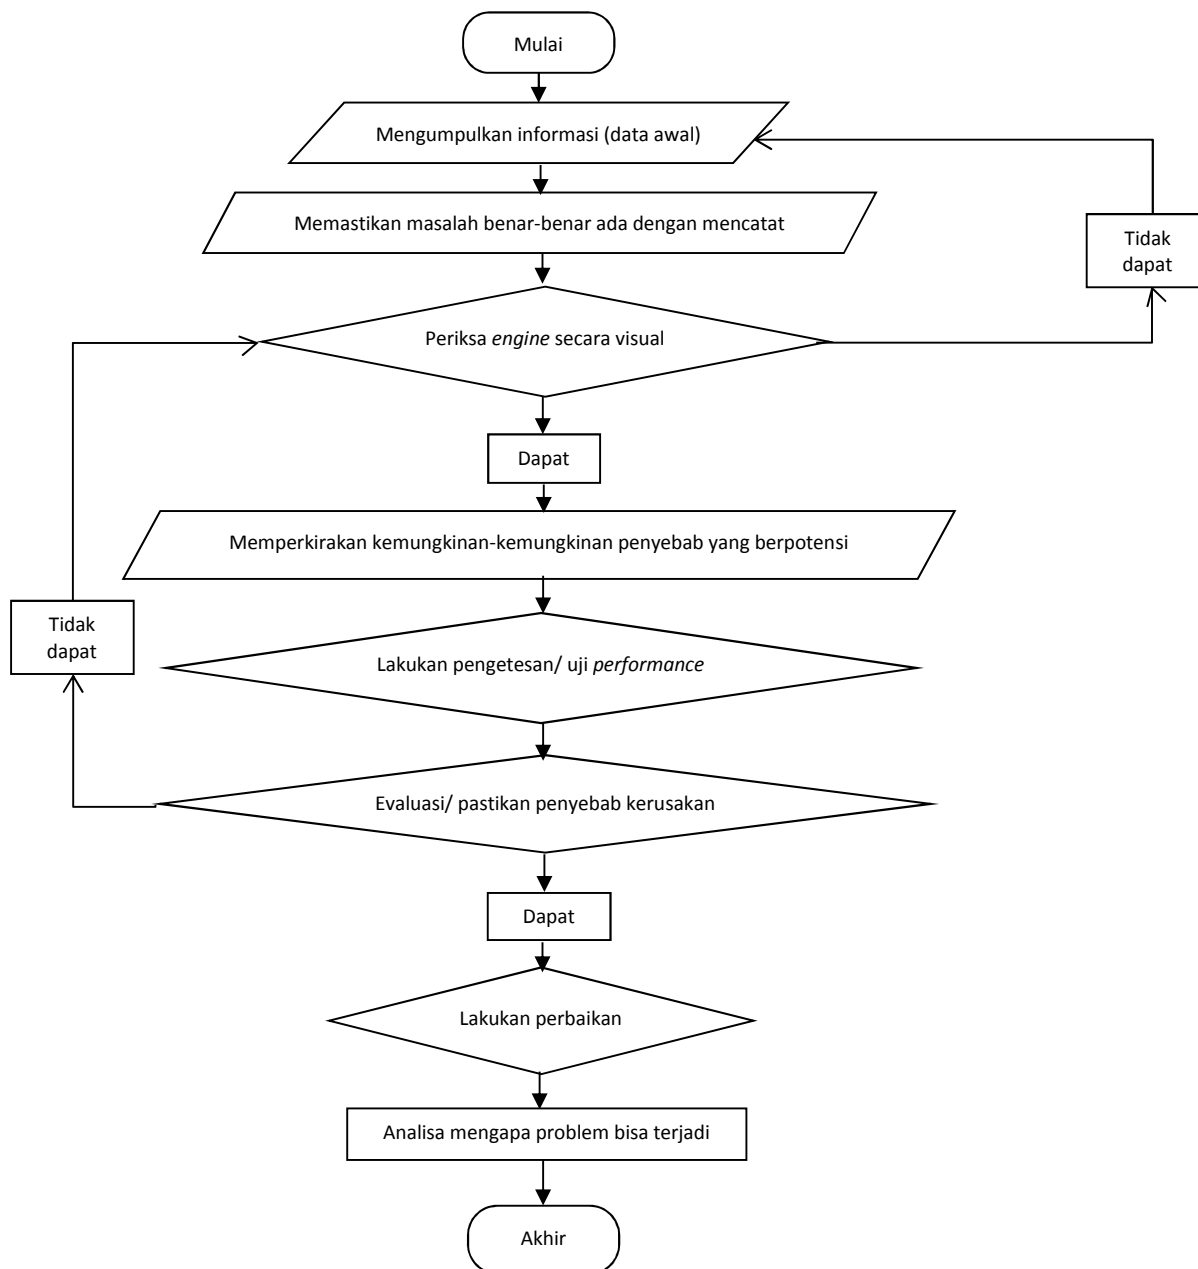 Mulai
Mengumpulkan informasi (data awal)
Memastikan masalah benar-benar ada dengan mencatat
Tidak
dapat
Periksa engine secara visual
Dapat
Memperkirakan kemungkinan-kemungkinan penyebab yang berpotensi
Tidak
dapat
Lakukan pengetesan/ uji performance
Evaluasi/ pastikan penyebab kerusakan
Dapat
Lakukan perbaikan
Analisa mengapa problem bisa terjadi
Akhir